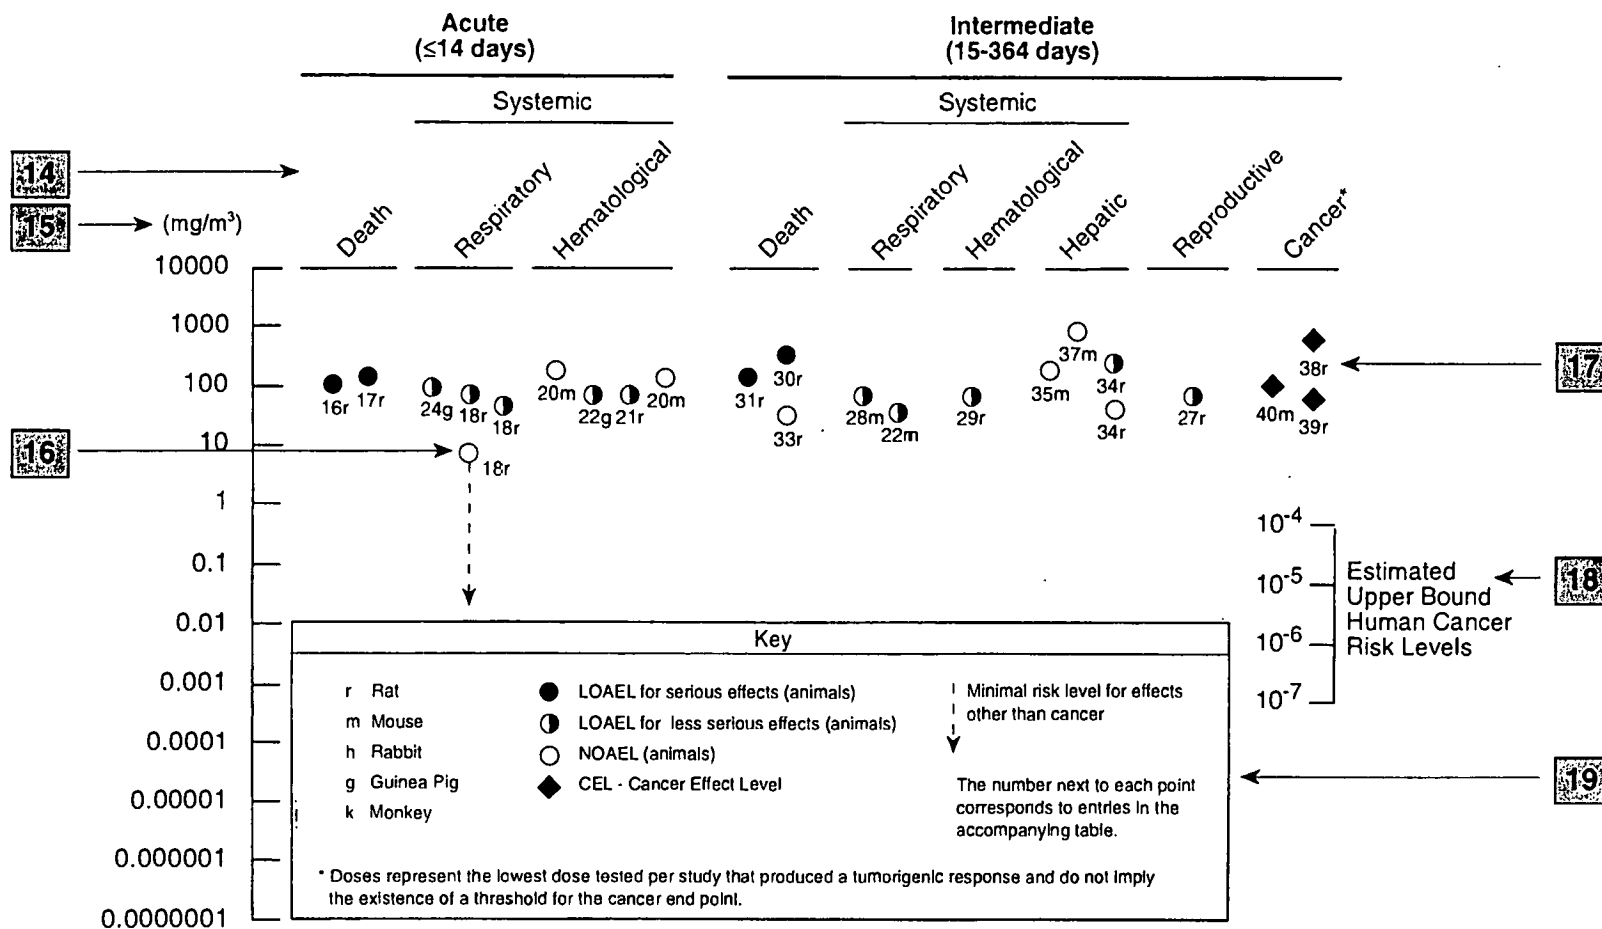 Acute
(≤14 days)
Intermediate
(15-364 days)
Systemic
Systemic
14
15
(mg/m³)
Death
Respiratory
Hematological
Death
Respiratory
Hematological
Hepatic
Reproductive
Cancer*
10000
1000
100
10
1
0.1
0.01
0.001
0.0001
0.00001
0.000001
0.0000001
16r
17r
24g
18r
18r
18r
20m
22g
21r
20m
31r
30r
33r
28m
22m
29r
35m
37m
34r
34r
27r
40m
38r
39r
16
17
18
19
10⁻⁴
10⁻⁵
10⁻⁶
10⁻⁷
Estimated
Upper Bound
Human Cancer
Risk Levels
Key
r Rat
m Mouse
h Rabbit
g Guinea Pig
k Monkey
LOAEL for serious effects (animals)
LOAEL for less serious effects (animals)
NOAEL (animals)
CEL - Cancer Effect Level
Minimal risk level for effects
other than cancer
The number next to each point
corresponds to entries in the
accompanying table.
* Doses represent the lowest dose tested per study that produced a tumorigenic response and do not imply
the existence of a threshold for the cancer end point.